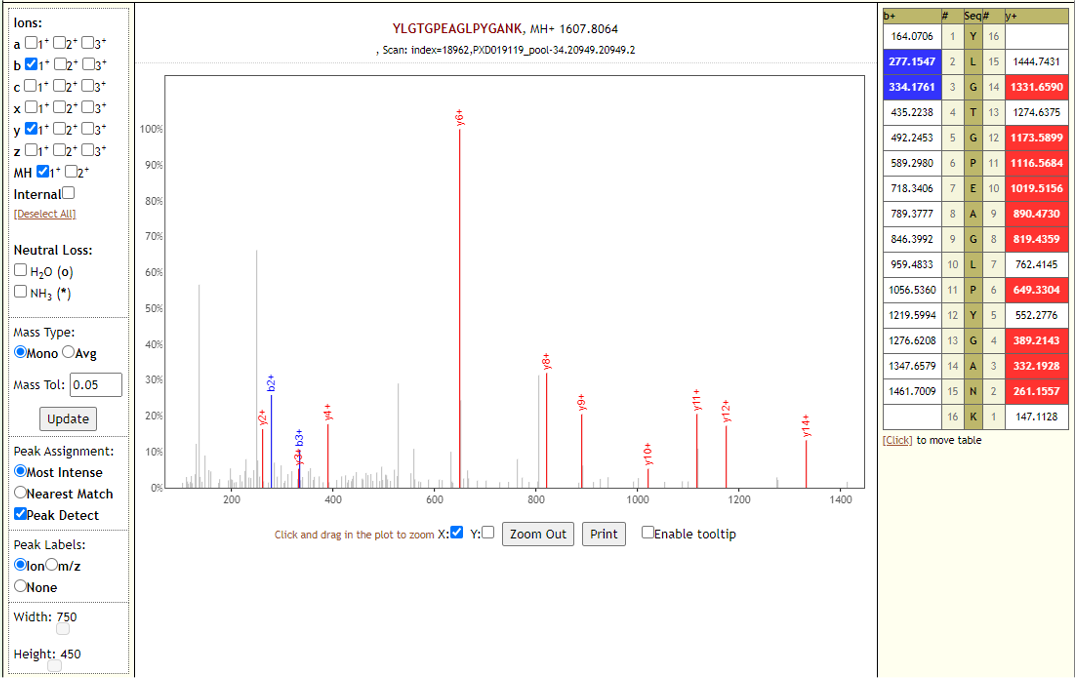 Ions:
a 1+ 2+ 3+
b 1+ 2+ 3+
c 1+ 2+ 3+
x 1+ 2+ 3+
y 1+ 2+ 3+
z 1+ 2+ 3+
MH 1+ 2+
Internal
[Deselect All]
Neutral Loss:
H2O (o)
NH3 (*)
Mass Type:
Mono Avg
Mass Tol: 0.05
Update
Peak Assignment:
Most Intense
Nearest Match
Peak Detect
Peak Labels:
Ion m/z
None
Width: 750
Height: 450
YLGTGPEAGLPYGANK, MH+ 1607.8064
, Scan: index=18962,PXD019119_pool-34.20949.20949.2
100%
90%
80%
70%
60%
50%
40%
30%
20%
10%
0%
y2+
b2+
y3+
b3+
y4+
y6+
y8+
y9+
y10+
y11+
y12+
y14+
200 400 600 800 1000 1200 1400
Click and drag in the plot to zoom X: Y: Zoom Out Print Enable tooltip
b+ # Seq # y+
164.0706 1 Y 16
277.1547 2 L 15 1444.7431
334.1761 3 G 14 1331.6590
435.2238 4 T 13 1274.6375
492.2453 5 G 12 1173.5899
589.2980 6 P 11 1116.5684
718.3406 7 E 10 1019.5156
789.3777 8 A 9 890.4730
846.3992 9 G 8 819.4359
959.4833 10 L 7 762.4145
1056.5360 11 P 6 649.3304
1219.5994 12 Y 5 552.2776
1276.6208 13 G 4 389.2143
1347.6579 14 A 3 332.1928
1461.7009 15 N 2 261.1557
16 K 1 147.1128
[Click] to move table